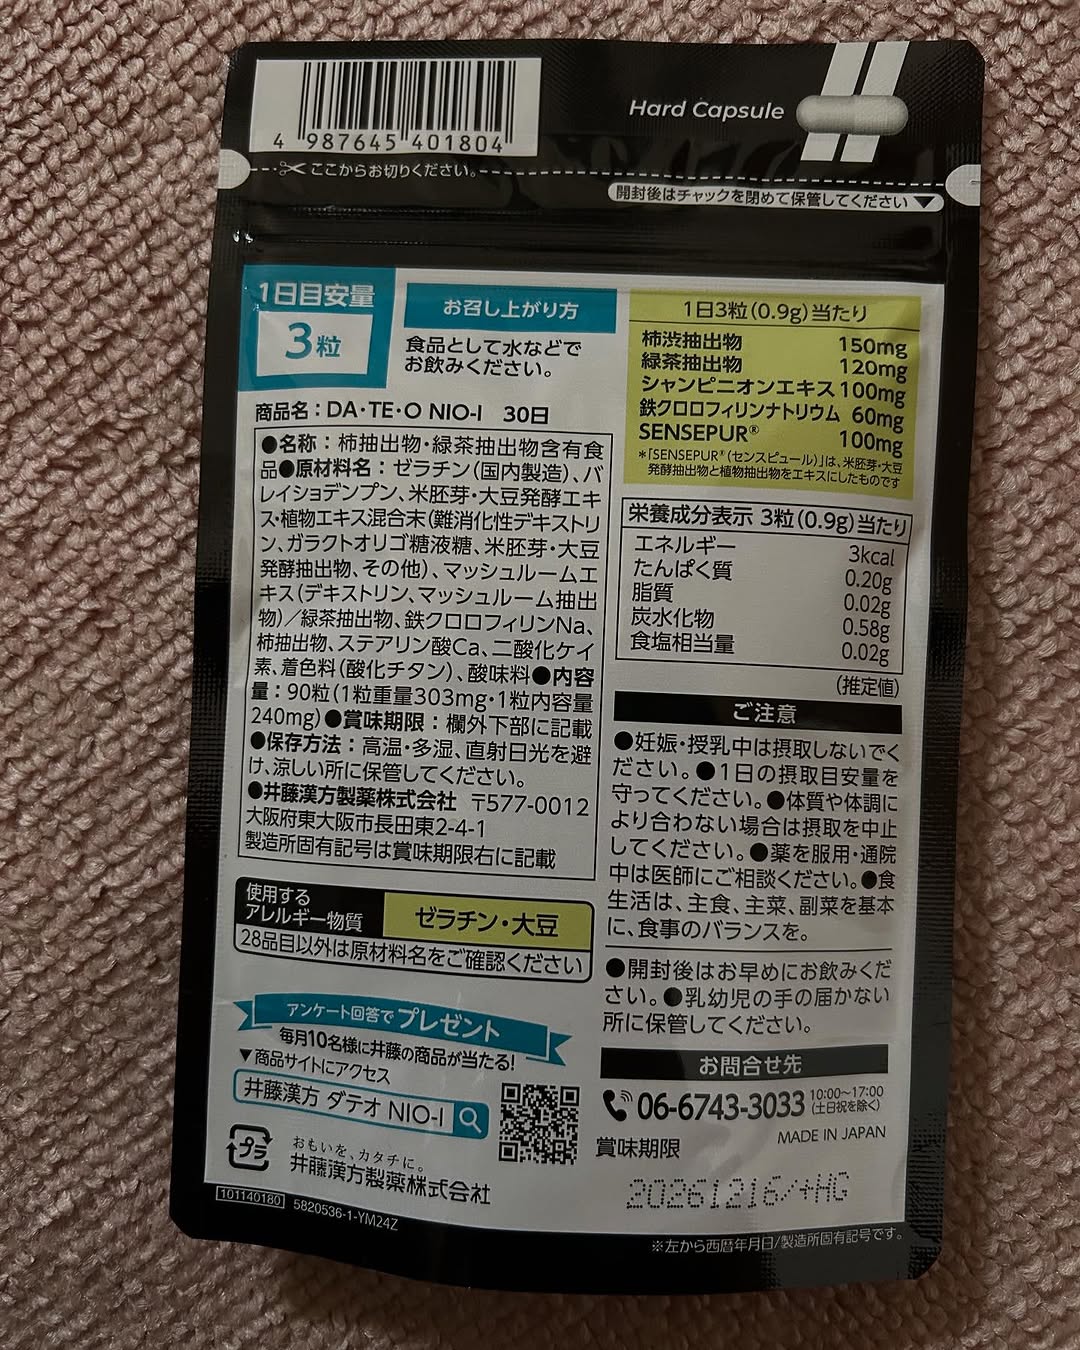 Hard Capsule
4 987645 401804
ここからお切りください。
開封後はチャックを閉めて保管してください▼
1日目安量
3粒
お召し上がり方
食品として水などで
お飲みください。
1日3粒(0.9g)当たり
柿渋抽出物 150mg
緑茶抽出物 120mg
シャンピニオンエキス 100mg
鉄クロロフィリンナトリウム 60mg
SENSEPUR® 100mg
*「SENSEPUR®(センスピュール)」は、米胚芽・大豆
発酵抽出物と植物抽出物をエキスにしたものです
商品名：DA・TE・O NIO-I 30日
●名称：柿抽出物・緑茶抽出物含有食
品●原材料名：ゼラチン(国内製造)、バ
レイショデンプン、米胚芽・大豆発酵エキ
ス・植物エキス混合末(難消化性デキストリ
ン、ガラクトオリゴ糖液糖、米胚芽・大豆
発酵抽出物、その他)、マッシュルームエ
キス(デキストリン、マッシュルーム抽出
物)／緑茶抽出物、鉄クロロフィリンNa、
柿抽出物、ステアリン酸Ca、二酸化ケイ
素、着色料(酸化チタン)、酸味料●内容
量：90粒(1粒重量303mg・1粒内容量
240mg)●賞味期限：欄外下部に記載
●保存方法：高温・多湿、直射日光を避
け、涼しい所に保管してください。
●井藤漢方製薬株式会社 〒577-0012
大阪府東大阪市長田東2-4-1
製造所固有記号は賞味期限右に記載
栄養成分表示 3粒(0.9g)当たり
エネルギー 3kcal
たんぱく質 0.20g
脂質 0.02g
炭水化物 0.58g
食塩相当量 0.02g
(推定値)
ご注意
●妊娠・授乳中は摂取しないでく
ださい。●1日の摂取目安量を
守ってください。●体質や体調に
より合わない場合は摂取を中止
してください。●薬を服用・通院
中は医師にご相談ください。●食
生活は、主食、主菜、副菜を基本
に、食事のバランスを。
●開封後はお早めにお飲みくだ
さい。●乳幼児の手の届かない
所に保管してください。
使用する
アレルギー物質
ゼラチン・大豆
28品目以外は原材料名をご確認ください
アンケート回答でプレゼント
毎月10名様に井藤の商品が当たる!
▼商品サイトにアクセス
井藤漢方 ダテオ NIO-I
プラ
おもいを、カタチに。
井藤漢方製薬株式会社
お問合せ先
06-6743-3033 10:00〜17:00
(土日祝を除く)
MADE IN JAPAN
賞味期限
20261216/+HG
101140180 5820536-1-YM24Z
※左から西暦年月日/製造所固有記号です。